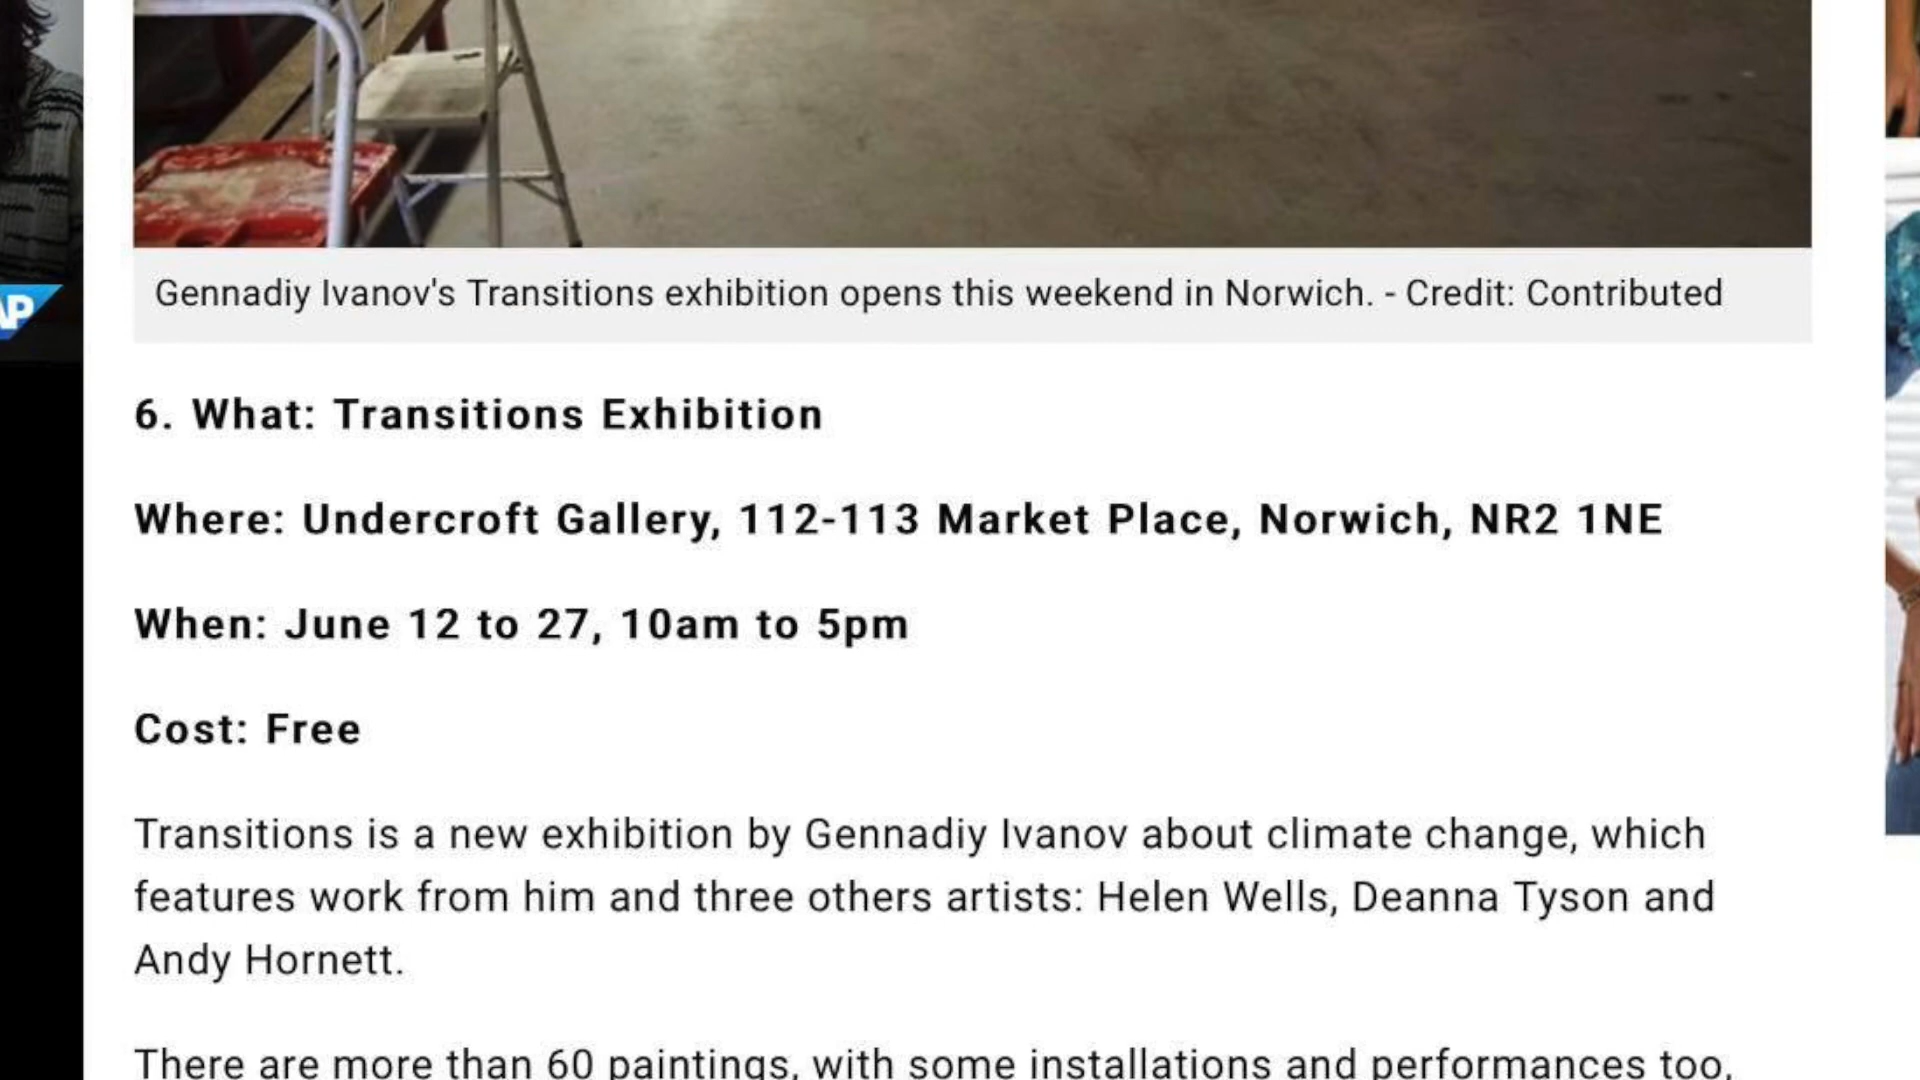 Gennadiy Ivanov's Transitions exhibition opens this weekend in Norwich. - Credit: Contributed
6. What: Transitions Exhibition
Where: Undercroft Gallery, 112-113 Market Place, Norwich, NR2 1NE
When: June 12 to 27, 10am to 5pm
Cost: Free
Transitions is a new exhibition by Gennadiy Ivanov about climate change, which
features work from him and three others artists: Helen Wells, Deanna Tyson and
Andy Hornett.
There are more than 60 paintings, with some installations and performances too,